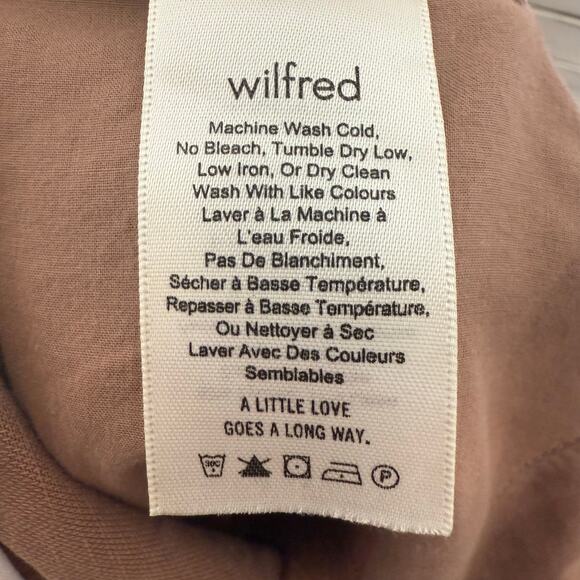 wilfred
Machine Wash Cold,
No Bleach, Tumble Dry Low,
Low Iron, Or Dry Clean
Wash With Like Colours
Laver à La Machine à
L'eau Froide,
Pas De Blanchiment,
Sécher à Basse Température,
Repasser à Basse Température,
Ou Nettoyer à Sec
Laver Avec Des Couleurs
Semblables
A LITTLE LOVE
GOES A LONG WAY.
30C P